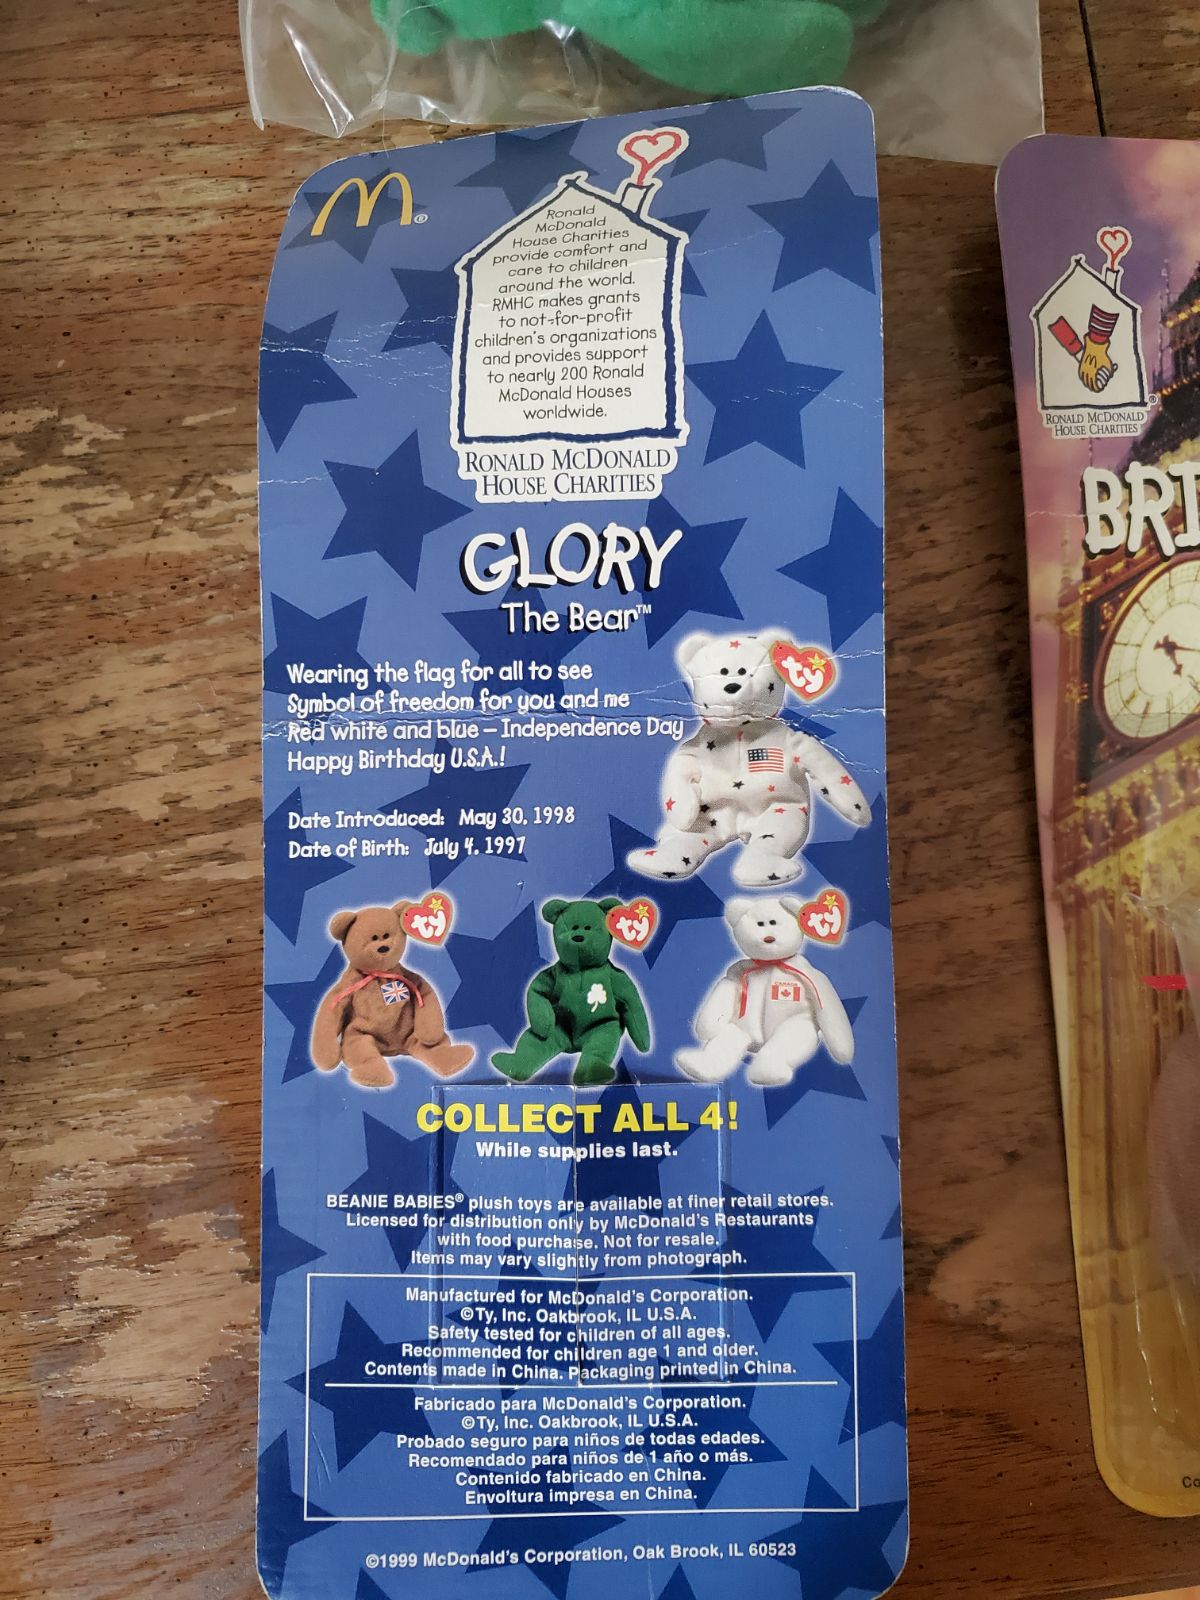 Ronald
McDonald
House Charities
provide comfort and
care to children
around the world.
RMHC makes grants
to not-for-profit
children's organizations
and provides support
to nearly 200 Ronald
McDonald Houses
worldwide.
RONALD MCDONALD
HOUSE CHARITIES
GLORY
The Bear™
Wearing the flag for all to see
Symbol of freedom for you and me
Red white and blue – Independence Day
Happy Birthday U.S.A.!
Date Introduced: May 30, 1998
Date of Birth: July 4, 1997
ty
ty
ty
ty
CANADA
COLLECT ALL 4!
While supplies last.
BEANIE BABIES® plush toys are available at finer retail stores.
Licensed for distribution only by McDonald's Restaurants
with food purchase. Not for resale.
Items may vary slightly from photograph.
Manufactured for McDonald's Corporation.
©Ty, Inc. Oakbrook, IL U.S.A.
Safety tested for children of all ages.
Recommended for children age 1 and older.
Contents made in China. Packaging printed in China.
Fabricado para McDonald's Corporation.
©Ty, Inc. Oakbrook, IL U.S.A.
Probado seguro para niños de todas edades.
Recomendado para niños de 1 año o más.
Contenido fabricado en China.
Envoltura impresa en China.
©1999 McDonald's Corporation, Oak Brook, IL 60523
RONALD MCDONALD
HOUSE CHARITIES
BRI
Co